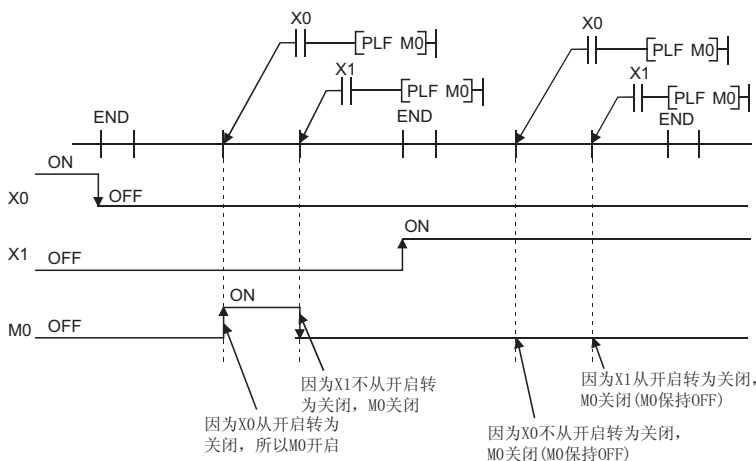 X0
PLF M0
X1
PLF M0
X0
PLF M0
X1
PLF M0
END
END
END
ON
X0
OFF
ON
X1
OFF
ON
M0
OFF
因为X1不从开启转
为关闭，M0关闭
因为X0从开启转为
关闭，所以M0开启
因为X1从开启转为关闭，
M0关闭(M0保持OFF)
因为X0不从开启转为关闭，
M0关闭(M0保持OFF)